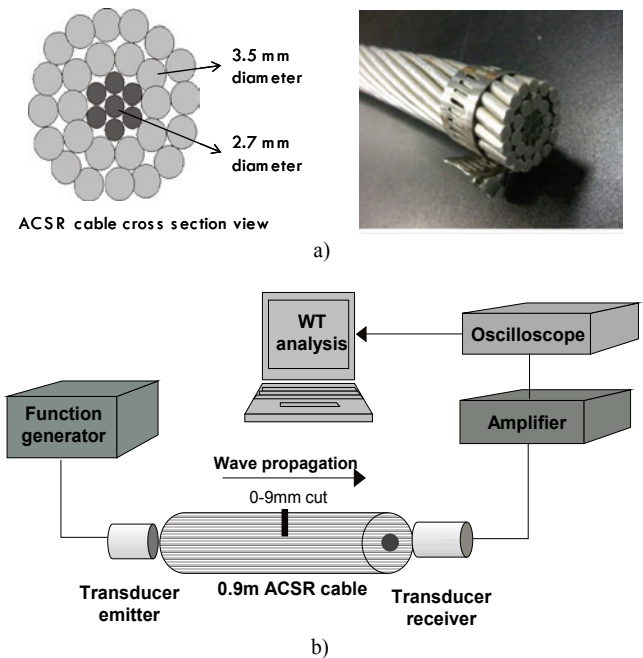 3.5 mm
diameter
2.7 mm
diameter
ACSR cable cross section view
a)
WT
analysis
Oscilloscope
Function
generator
Amplifier
Wave propagation
0-9mm cut
Transducer
emitter
0.9m ACSR cable
Transducer
receiver
b)